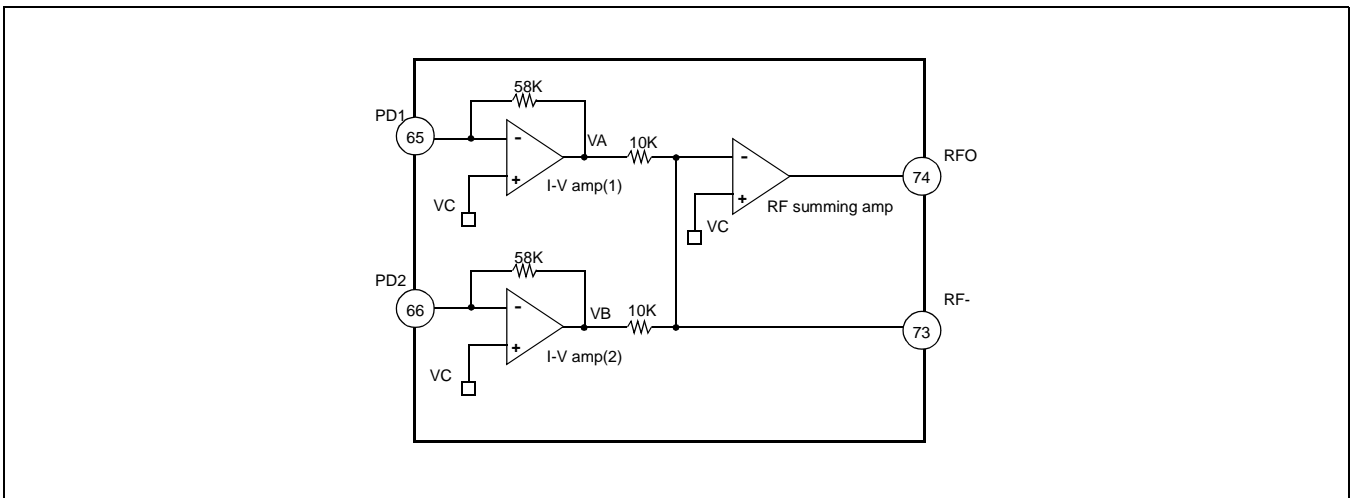 58K
PD1
65
-
VA
10K
-
RFO
74
+
I-V amp(1)
VC
+
RF summing amp
VC
58K
PD2
66
-
VB
10K
RF-
73
+
I-V amp(2)
VC